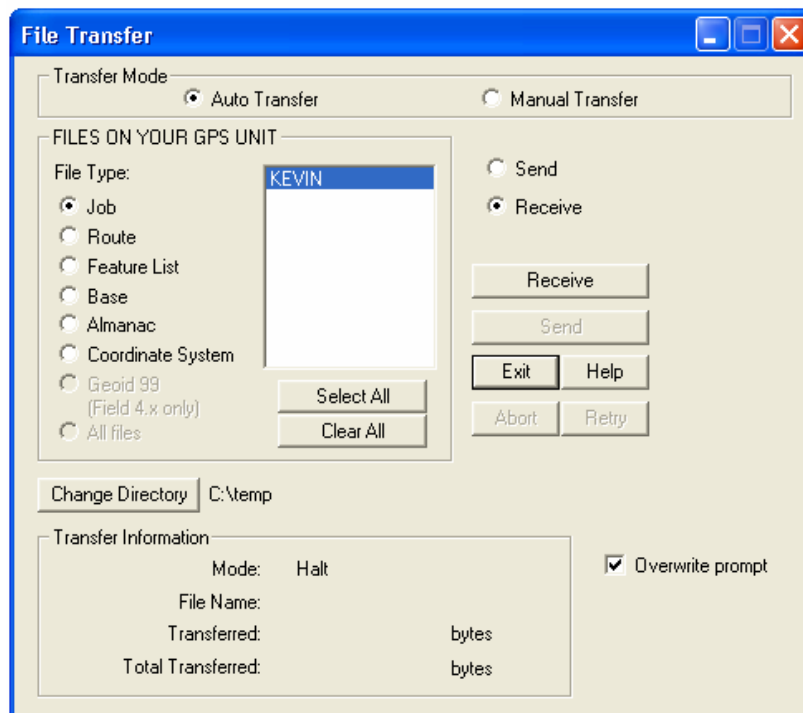 File Transfer
Transfer Mode
Auto Transfer
Manual Transfer
FILES ON YOUR GPS UNIT
File Type:
Job
Route
Feature List
Base
Almanac
Coordinate System
Geoid 99
(Field 4.x only)
All files
KEVIN
Select All
Clear All
Send
Receive
Receive
Send
Exit
Help
Abort
Retry
Change Directory
C:\temp
Transfer Information
Mode: Halt
File Name:
Transferred: bytes
Total Transferred: bytes
Overwrite prompt